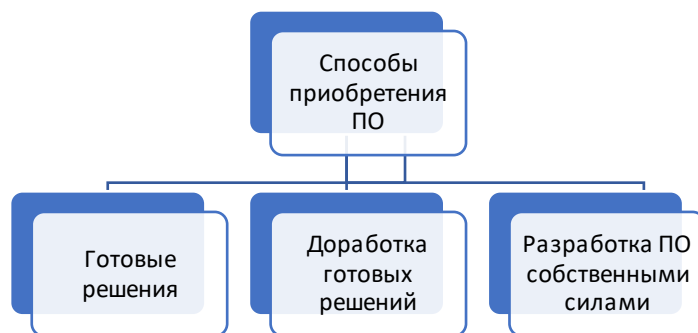 Способы
приобретения
ПО
Готовые
решения
Доработка
готовых
решений
Разработка ПО
собственными
силами